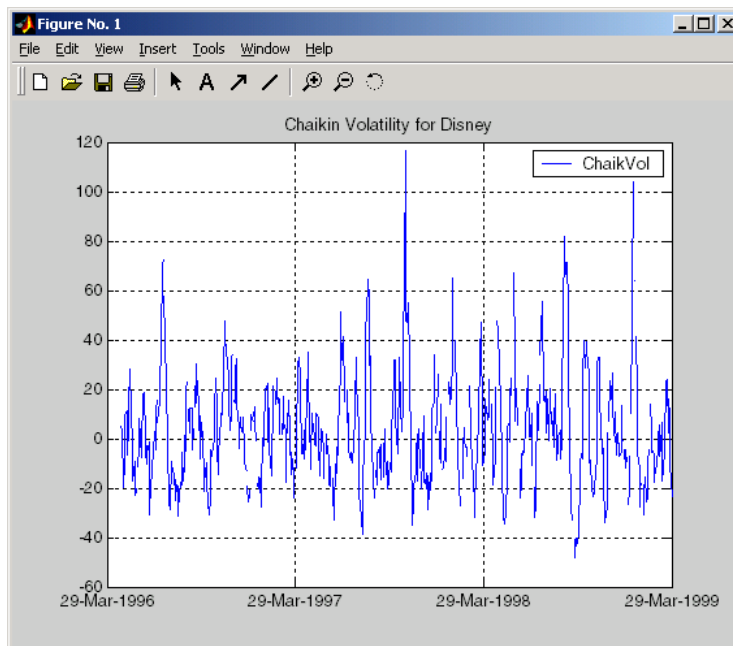 Figure No. 1
File Edit View Insert Tools Window Help
A
Chaikin Volatility for Disney
ChaikVol
120
100
80
60
40
20
0
-20
-40
-60
29-Mar-1996 29-Mar-1997 29-Mar-1998 29-Mar-1999